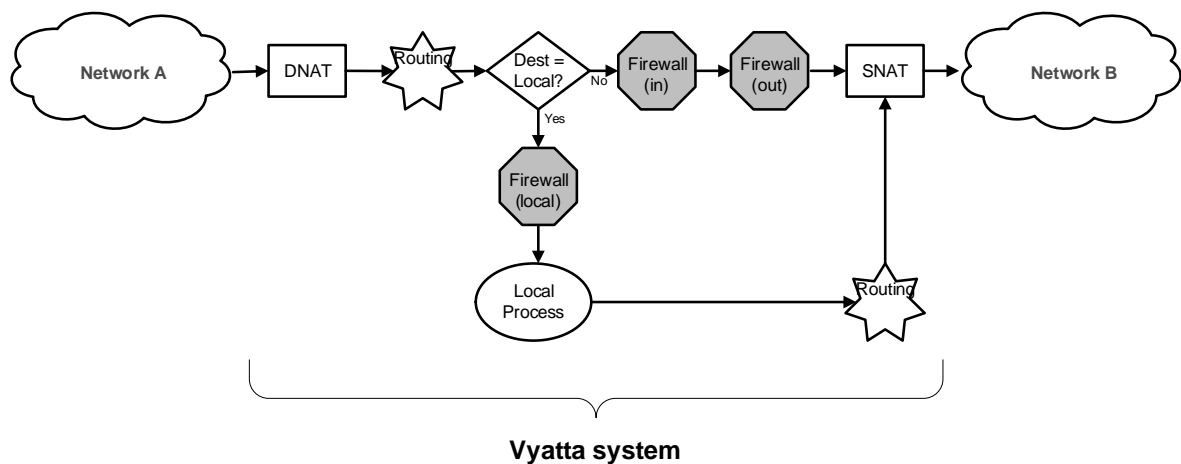 Network A
DNAT
Routing
Dest =
Local?
No
Firewall
(in)
Firewall
(out)
SNAT
Network B
Yes
Firewall
(local)
Local
Process
Routing
Vyatta system